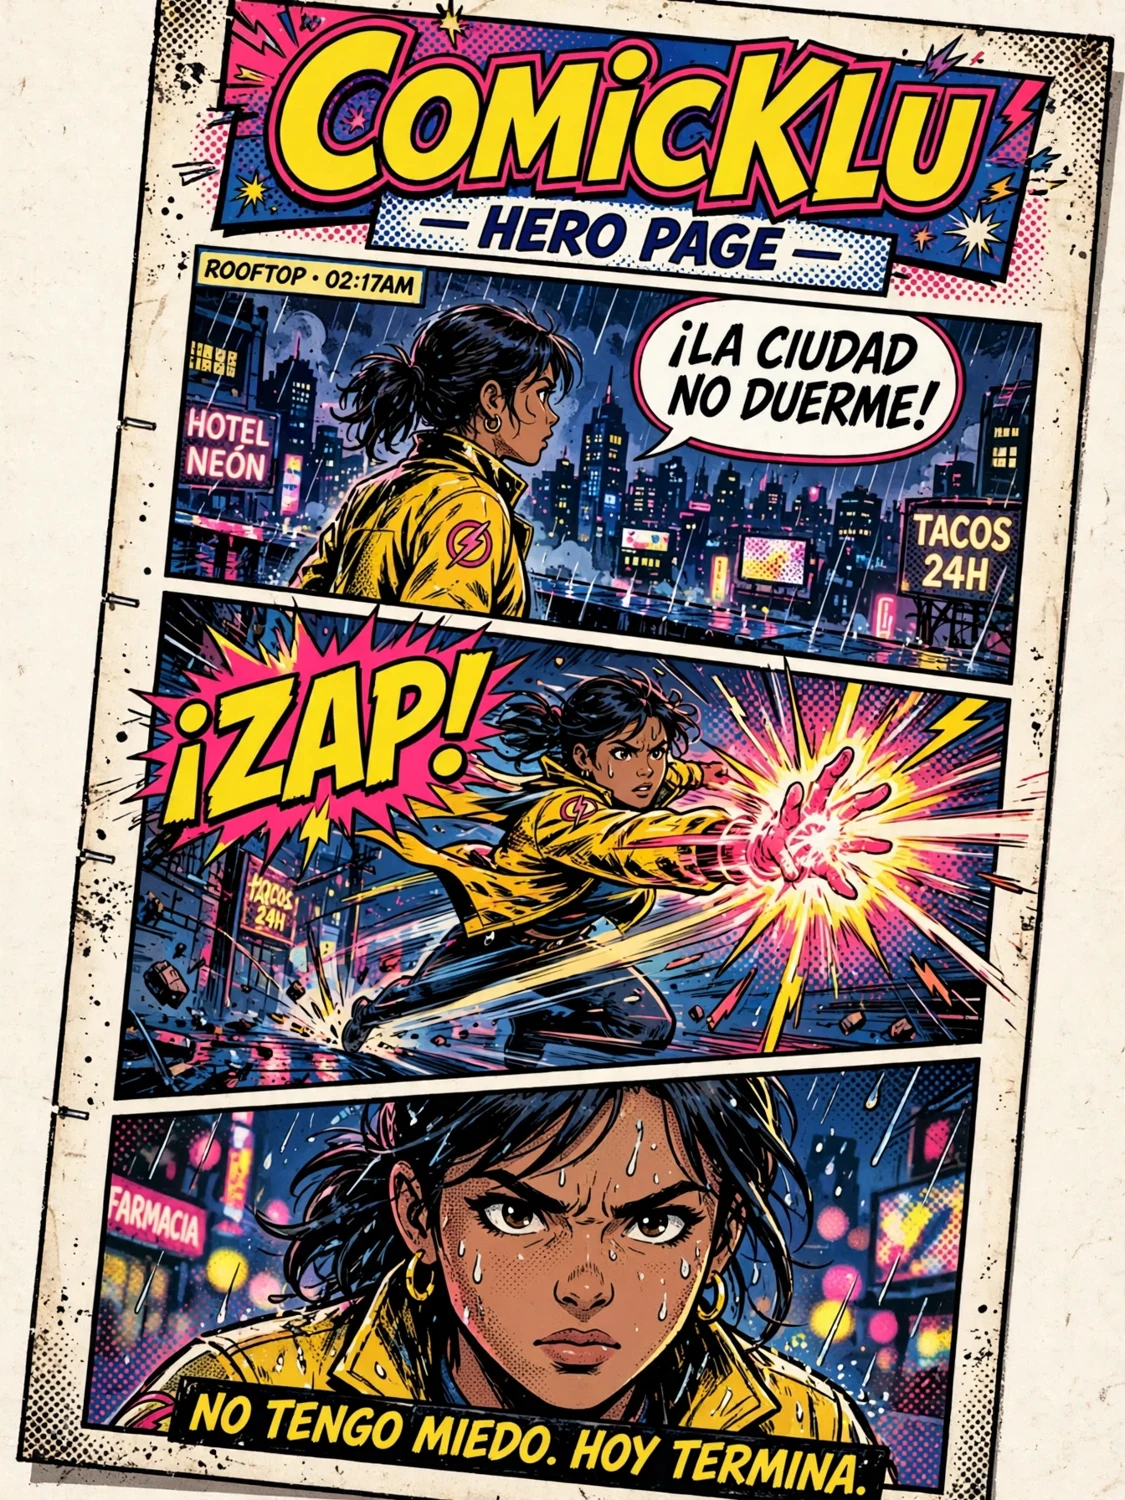 COMICKLU
— HERO PAGE —
ROOFTOP • 02:17AM
¡LA CIUDAD
NO DUERME!
HOTEL
NEÓN
TACOS
24H
¡ZAP!
TACOS
24H
FARMACIA
NO TENGO MIEDO. HOY TERMINA.